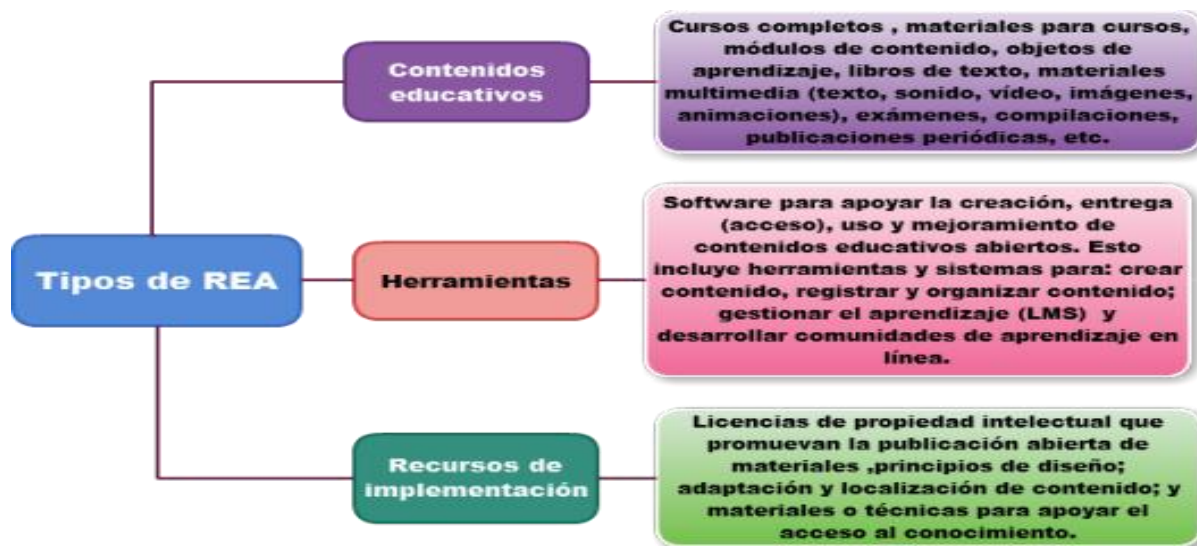 Tipos de REA
Contenidos
educativos
Cursos completos , materiales para cursos,
módulos de contenido, objetos de
aprendizaje, libros de texto, materiales
multimedia (texto, sonido, vídeo, imágenes,
animaciones), exámenes, compilaciones,
publicaciones periódicas, etc.
Herramientas
Software para apoyar la creación, entrega
(acceso), uso y mejoramiento de
contenidos educativos abiertos. Esto
incluye herramientas y sistemas para: crear
contenido, registrar y organizar contenido;
gestionar el aprendizaje (LMS) y
desarrollar comunidades de aprendizaje en
línea.
Recursos de
implementación
Licencias de propiedad intelectual que
promuevan la publicación abierta de
materiales ,principios de diseño;
adaptación y localización de contenido; y
materiales o técnicas para apoyar el
acceso al conocimiento.